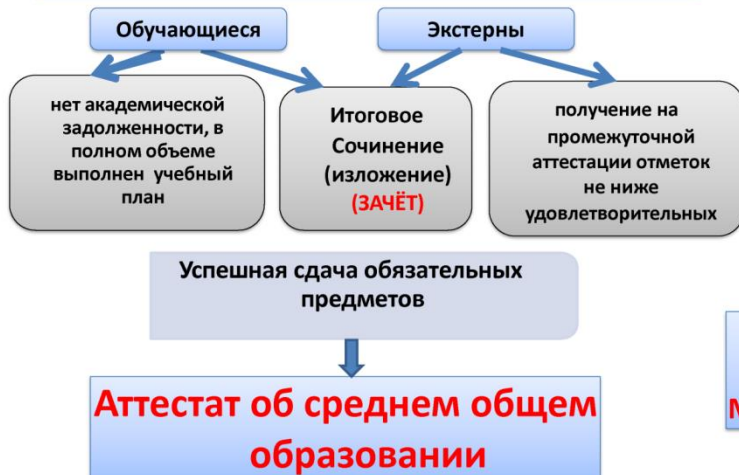 Обучающиеся
Экстерны
нет академической
задолженности, в
полном объеме
выполнен учебный
план
Итоговое
Сочинение
(изложение)
(ЗАЧЁТ)
получение на
промежуточной
аттестации отметок
не ниже
удовлетворительных
Успешная сдача обязательных
предметов
Аттестат об среднем общем
образовании